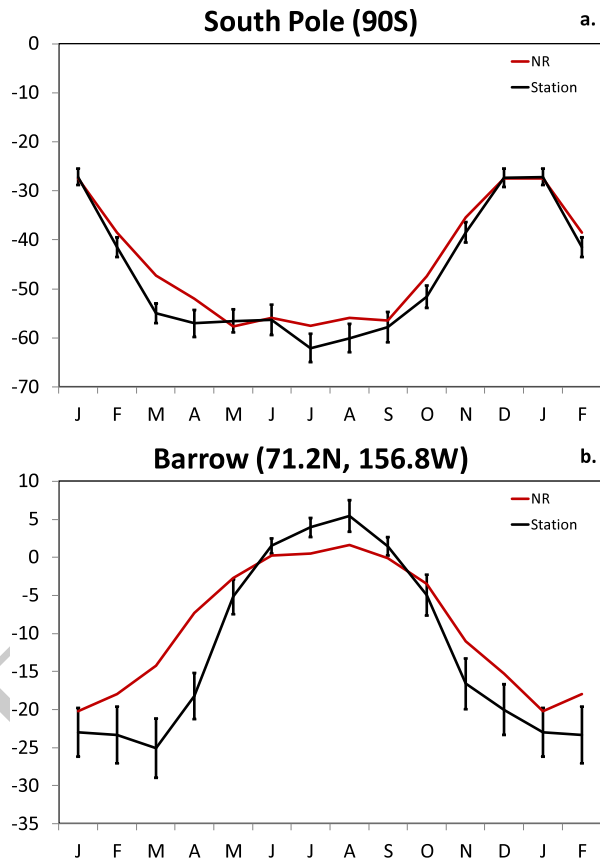 South Pole (90S)
a.
0
-10
-20
-30
-40
-50
-60
-70
NR
Station
J F M A M J J A S O N D J F
Barrow (71.2N, 156.8W)
b.
10
5
0
-5
-10
-15
-20
-25
-30
-35
NR
Station
J F M A M J J A S O N D J F